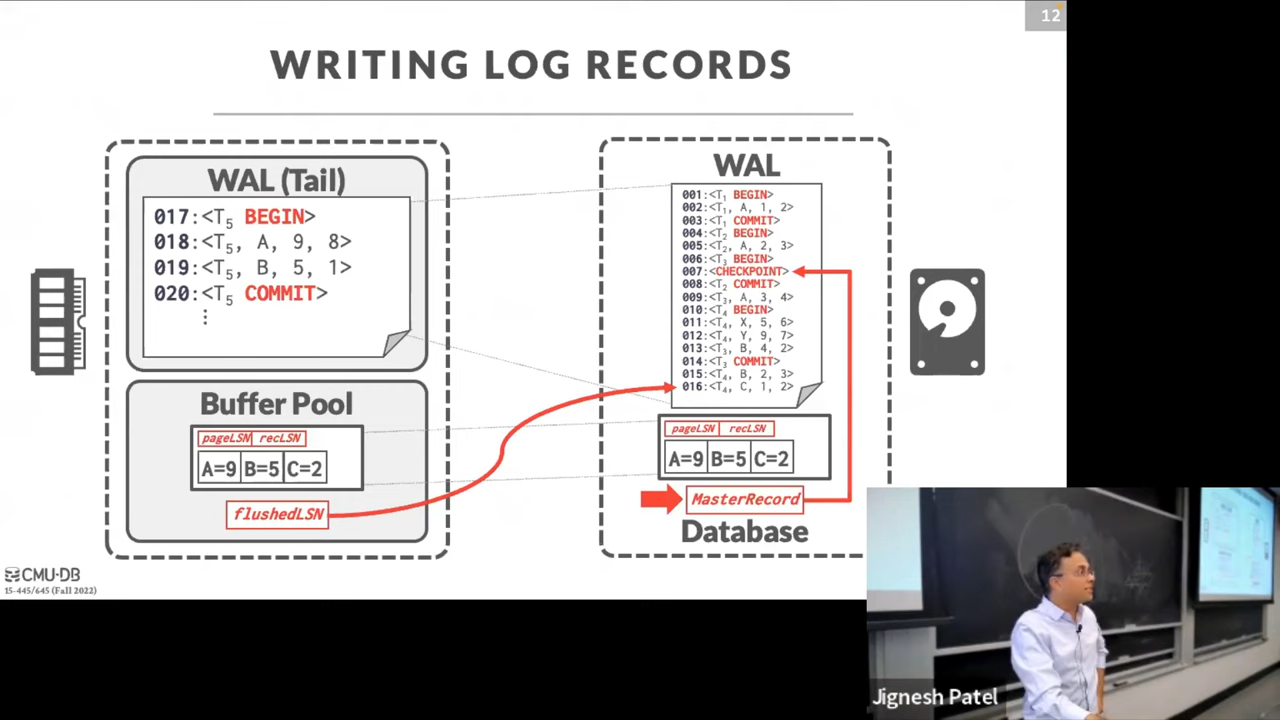 12
WRITING LOG RECORDS
WAL (Tail)
017:<T5 BEGIN>
018:<T5, A, 9, 8>
019:<T5, B, 5, 1>
020:<T5 COMMIT>
⋮
Buffer Pool
pageLSN recLSN
A=9 B=5 C=2
flushedLSN
WAL
001:<T1 BEGIN>
002:<T1, A, 1, 2>
003:<T1 COMMIT>
004:<T2 BEGIN>
005:<T2, A, 2, 3>
006:<T3 BEGIN>
007:<CHECKPOINT>
008:<T2 COMMIT>
009:<T3, A, 3, 4>
010:<T4 BEGIN>
011:<T4, X, 5, 6>
012:<T4, Y, 9, 7>
013:<T3, B, 4, 2>
014:<T3 COMMIT>
015:<T4, B, 2, 3>
016:<T4, C, 1, 2>
pageLSN recLSN
A=9 B=5 C=2
MasterRecord
Database
CMU·DB
15-445/645 (Fall 2022)
Jignesh Patel